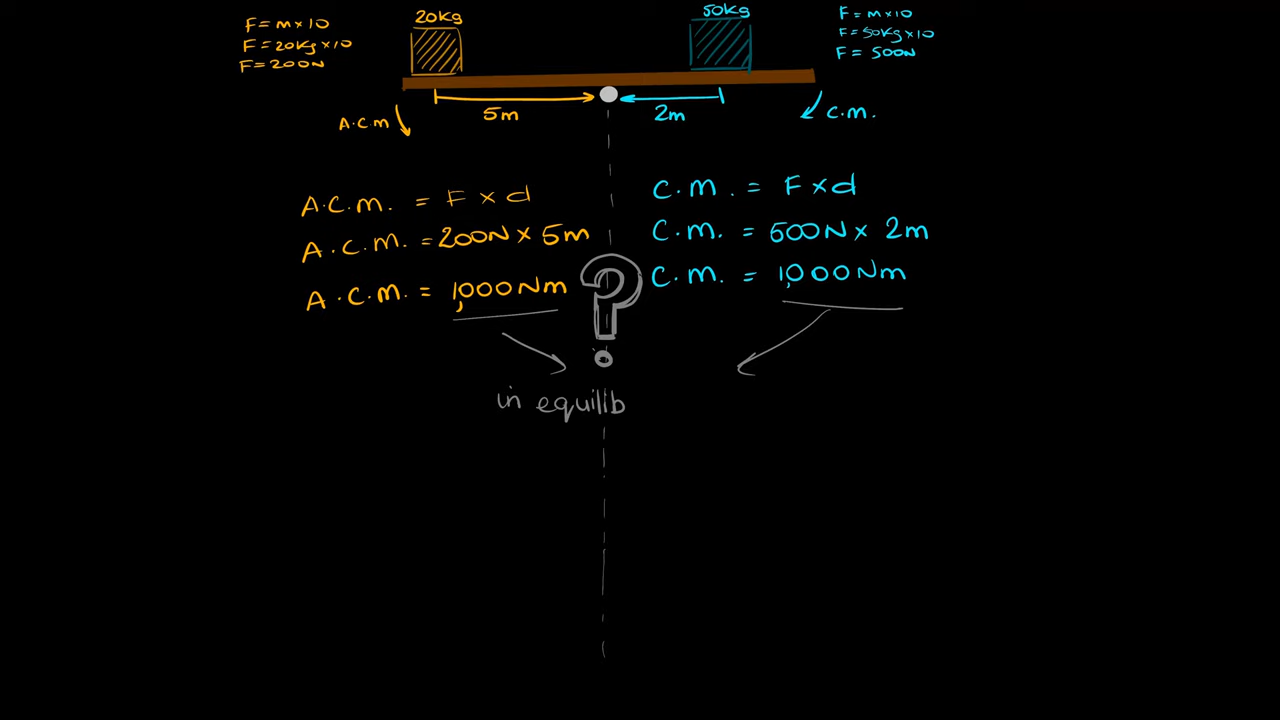 20Kg
50Kg
F = m x 10
F = 20Kg x 10
F = 200N
F = m x 10
F = 50Kg x 10
F = 500N
5m
2m
A.C.M
C.M.
A.C.M. = F x d
A.C.M. = 200N x 5m
A.C.M. = 1,000Nm
C.M. = F x d
C.M. = 500N x 2m
C.M. = 1,000Nm
?
in equilib